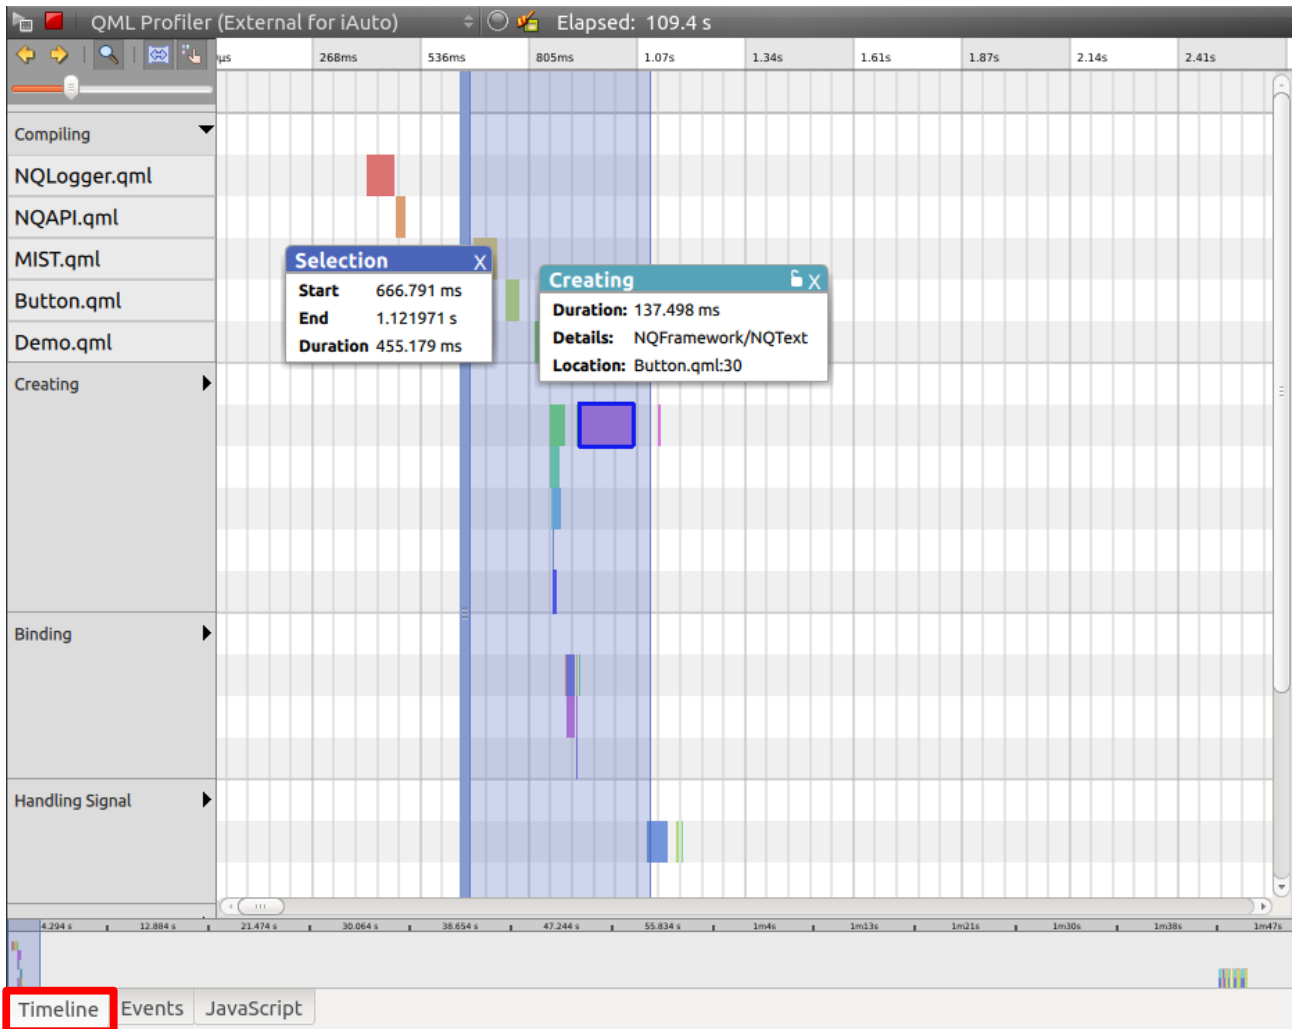 QML Profiler (External for iAuto) Elapsed: 109.4 s
µs 268ms 536ms 805ms 1.07s 1.34s 1.61s 1.87s 2.14s 2.41s
Compiling
NQLogger.qml
NQAPI.qml
MIST.qml
Button.qml
Demo.qml
Selection X
Start 666.791 ms
End 1.121971 s
Duration 455.179 ms
Creating X
Duration: 137.498 ms
Details: NQFramework/NQText
Location: Button.qml:30
Creating
Binding
Handling Signal
4.294 s 12.884 s 21.474 s 30.064 s 38.654 s 47.244 s 55.834 s 1m4s 1m13s 1m21s 1m30s 1m38s 1m47s
Timeline Events JavaScript